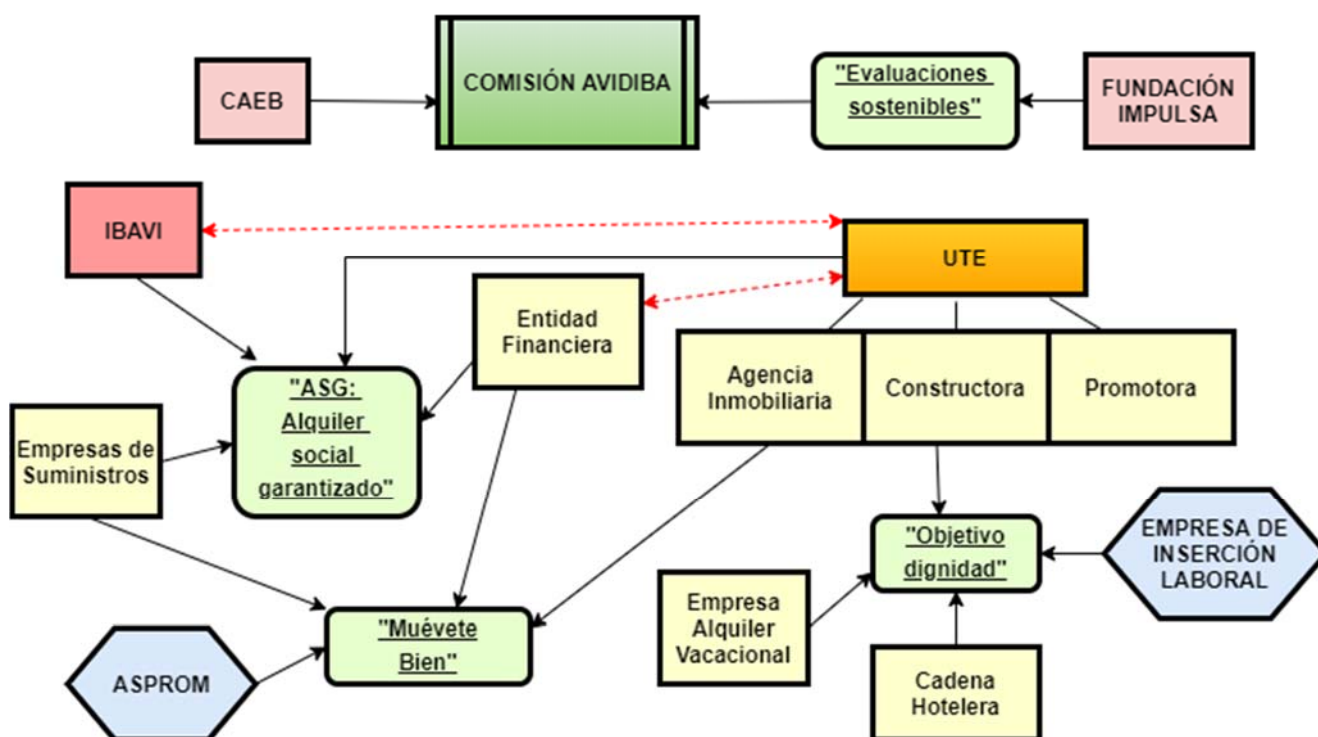 CAEB
COMISIÓN AVIDIBA
"Evaluaciones
sostenibles"
FUNDACIÓN
IMPULSA
IBAVI
UTE
Entidad
Financiera
Agencia
Inmobiliaria
Constructora
Promotora
"ASG:
Alquiler
social
garantizado"
Empresas de
Suministros
"Objetivo
dignidad"
EMPRESA DE
INSERCIÓN
LABORAL
Empresa
Alquiler
Vacacional
"Muévete
Bien"
ASPROM
Cadena
Hotelera